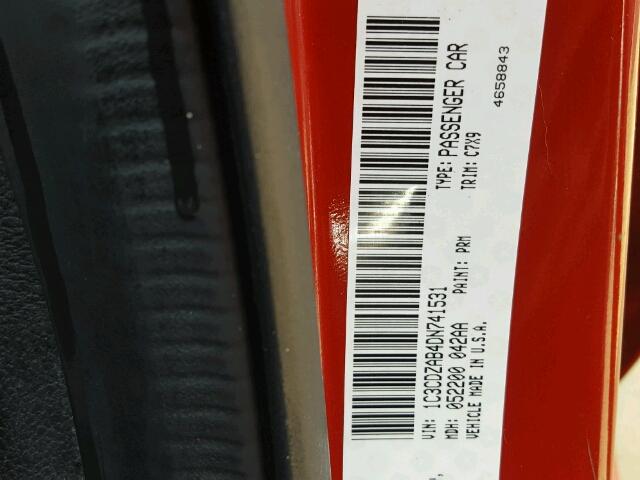 VIN: 1C3CDZAB4DN741531 TYPE: PASSENGER CAR
MDH: 052200 042AA PAINT: PRM TRIM: C7X9
VEHICLE MADE IN U.S.A. 4658843